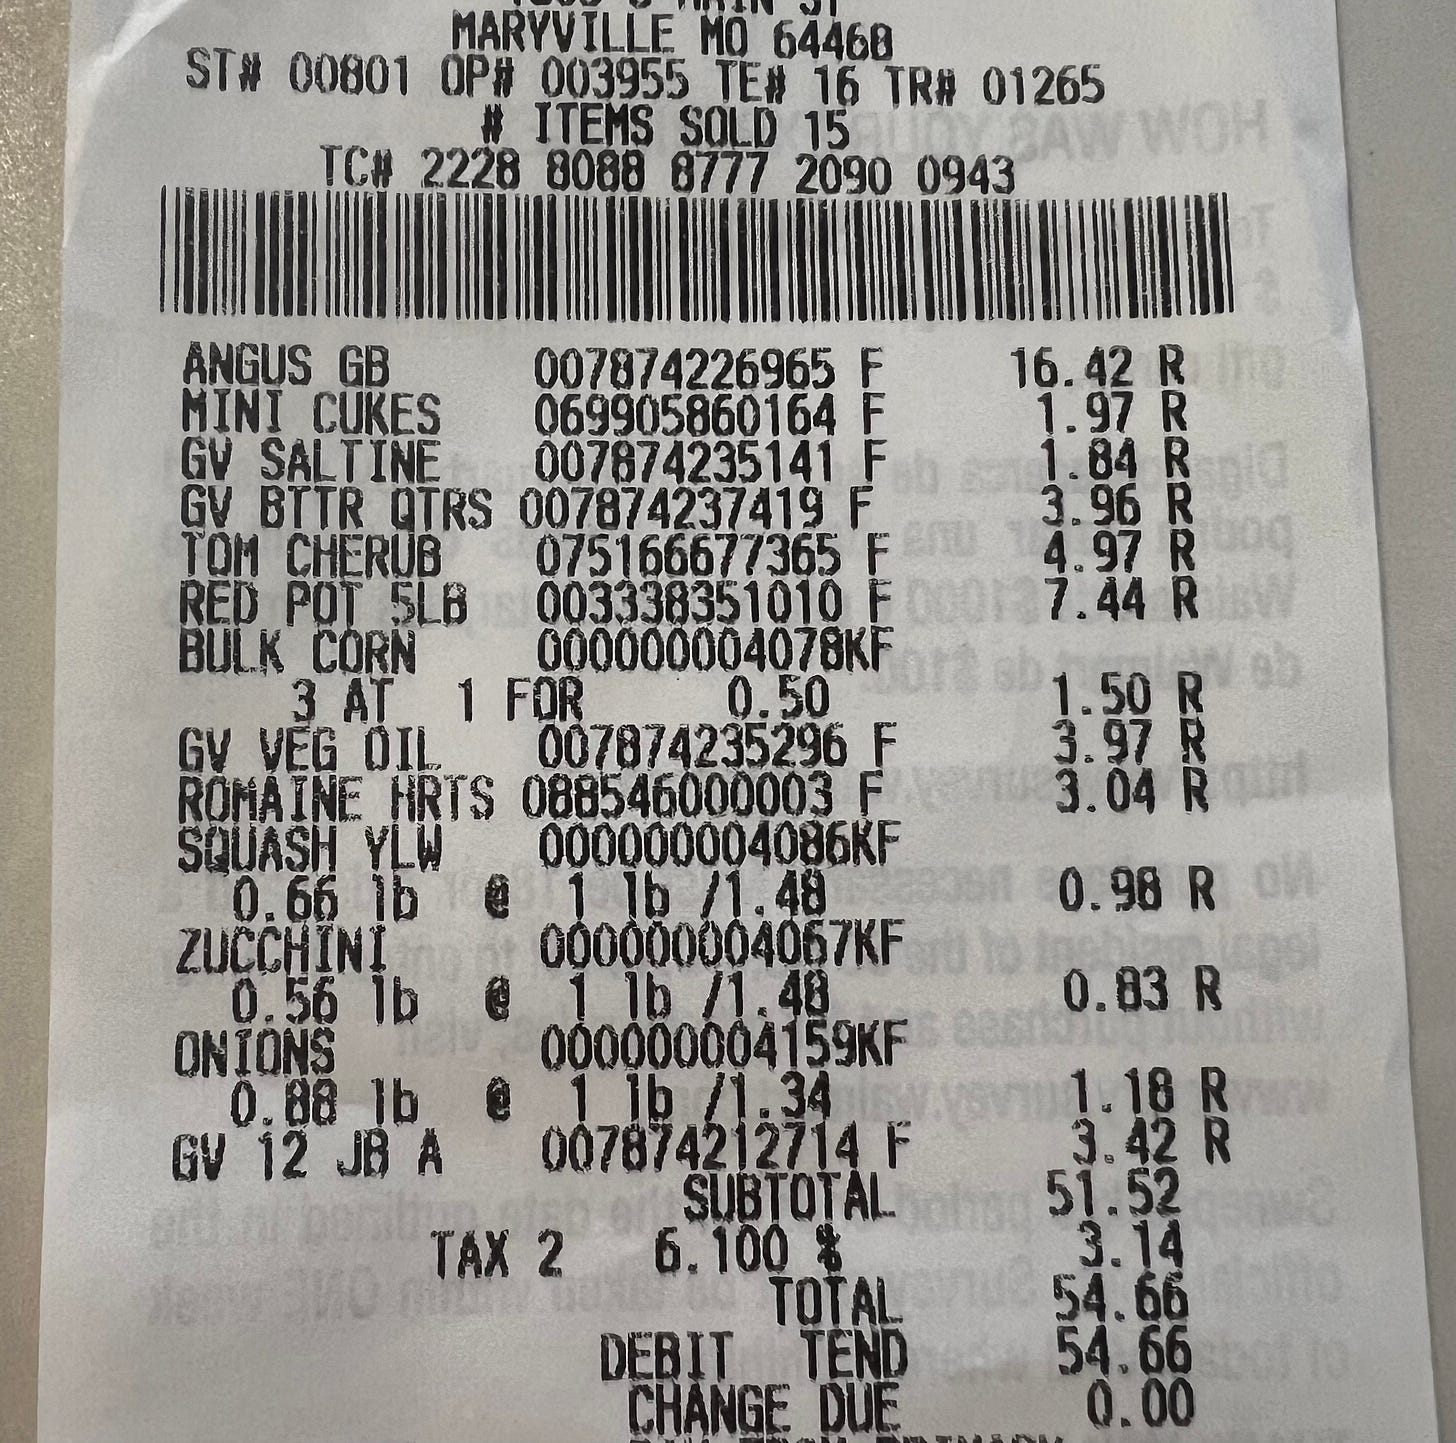 MAIN ST
MARYVILLE MO 64468
ST# 00801 OP# 003955 TE# 16 TR# 01265
# ITEMS SOLD 15
TC# 2228 8088 8777 2090 0943
ANGUS GB 007874226965 F 16.42 R
MINI CUKES 069905860164 F 1.97 R
GV SALTINE 007874235141 F 1.84 R
GV BTTR QTRS 007874237419 F 3.96 R
TOM CHERUB 075166677365 F 4.97 R
RED POT 5LB 003338351010 F 7.44 R
BULK CORN 000000004078KF
3 AT 1 FOR 0.50 1.50 R
GV VEG OIL 007874235296 F 3.97 R
ROMAINE HRTS 088546000003 F 3.04 R
SQUASH YLW 000000004086KF
0.66 lb @ 1 lb /1.48 0.98 R
ZUCCHINI 000000004067KF
0.56 lb @ 1 lb /1.48 0.83 R
ONIONS 000000004159KF
0.88 lb @ 1 lb /1.34 1.18 R
GV 12 JB A 007874212714 F 3.42 R
SUBTOTAL 51.52
TAX 2 6.100 % 3.14
TOTAL 54.66
DEBIT TEND 54.66
CHANGE DUE 0.00